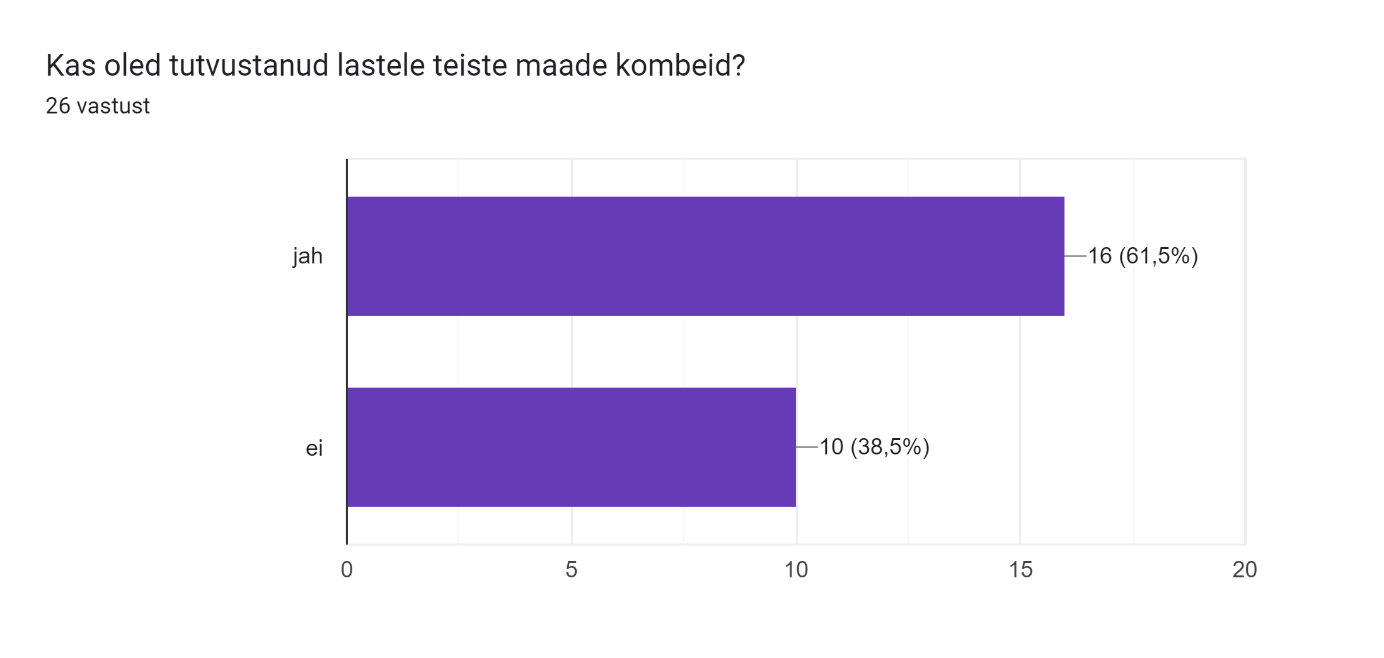 Kas oled tutvustanud lastele teiste maade kombeid?
26 vastust
jah
16 (61,5%)
ei
10 (38,5%)
0 5 10 15 20